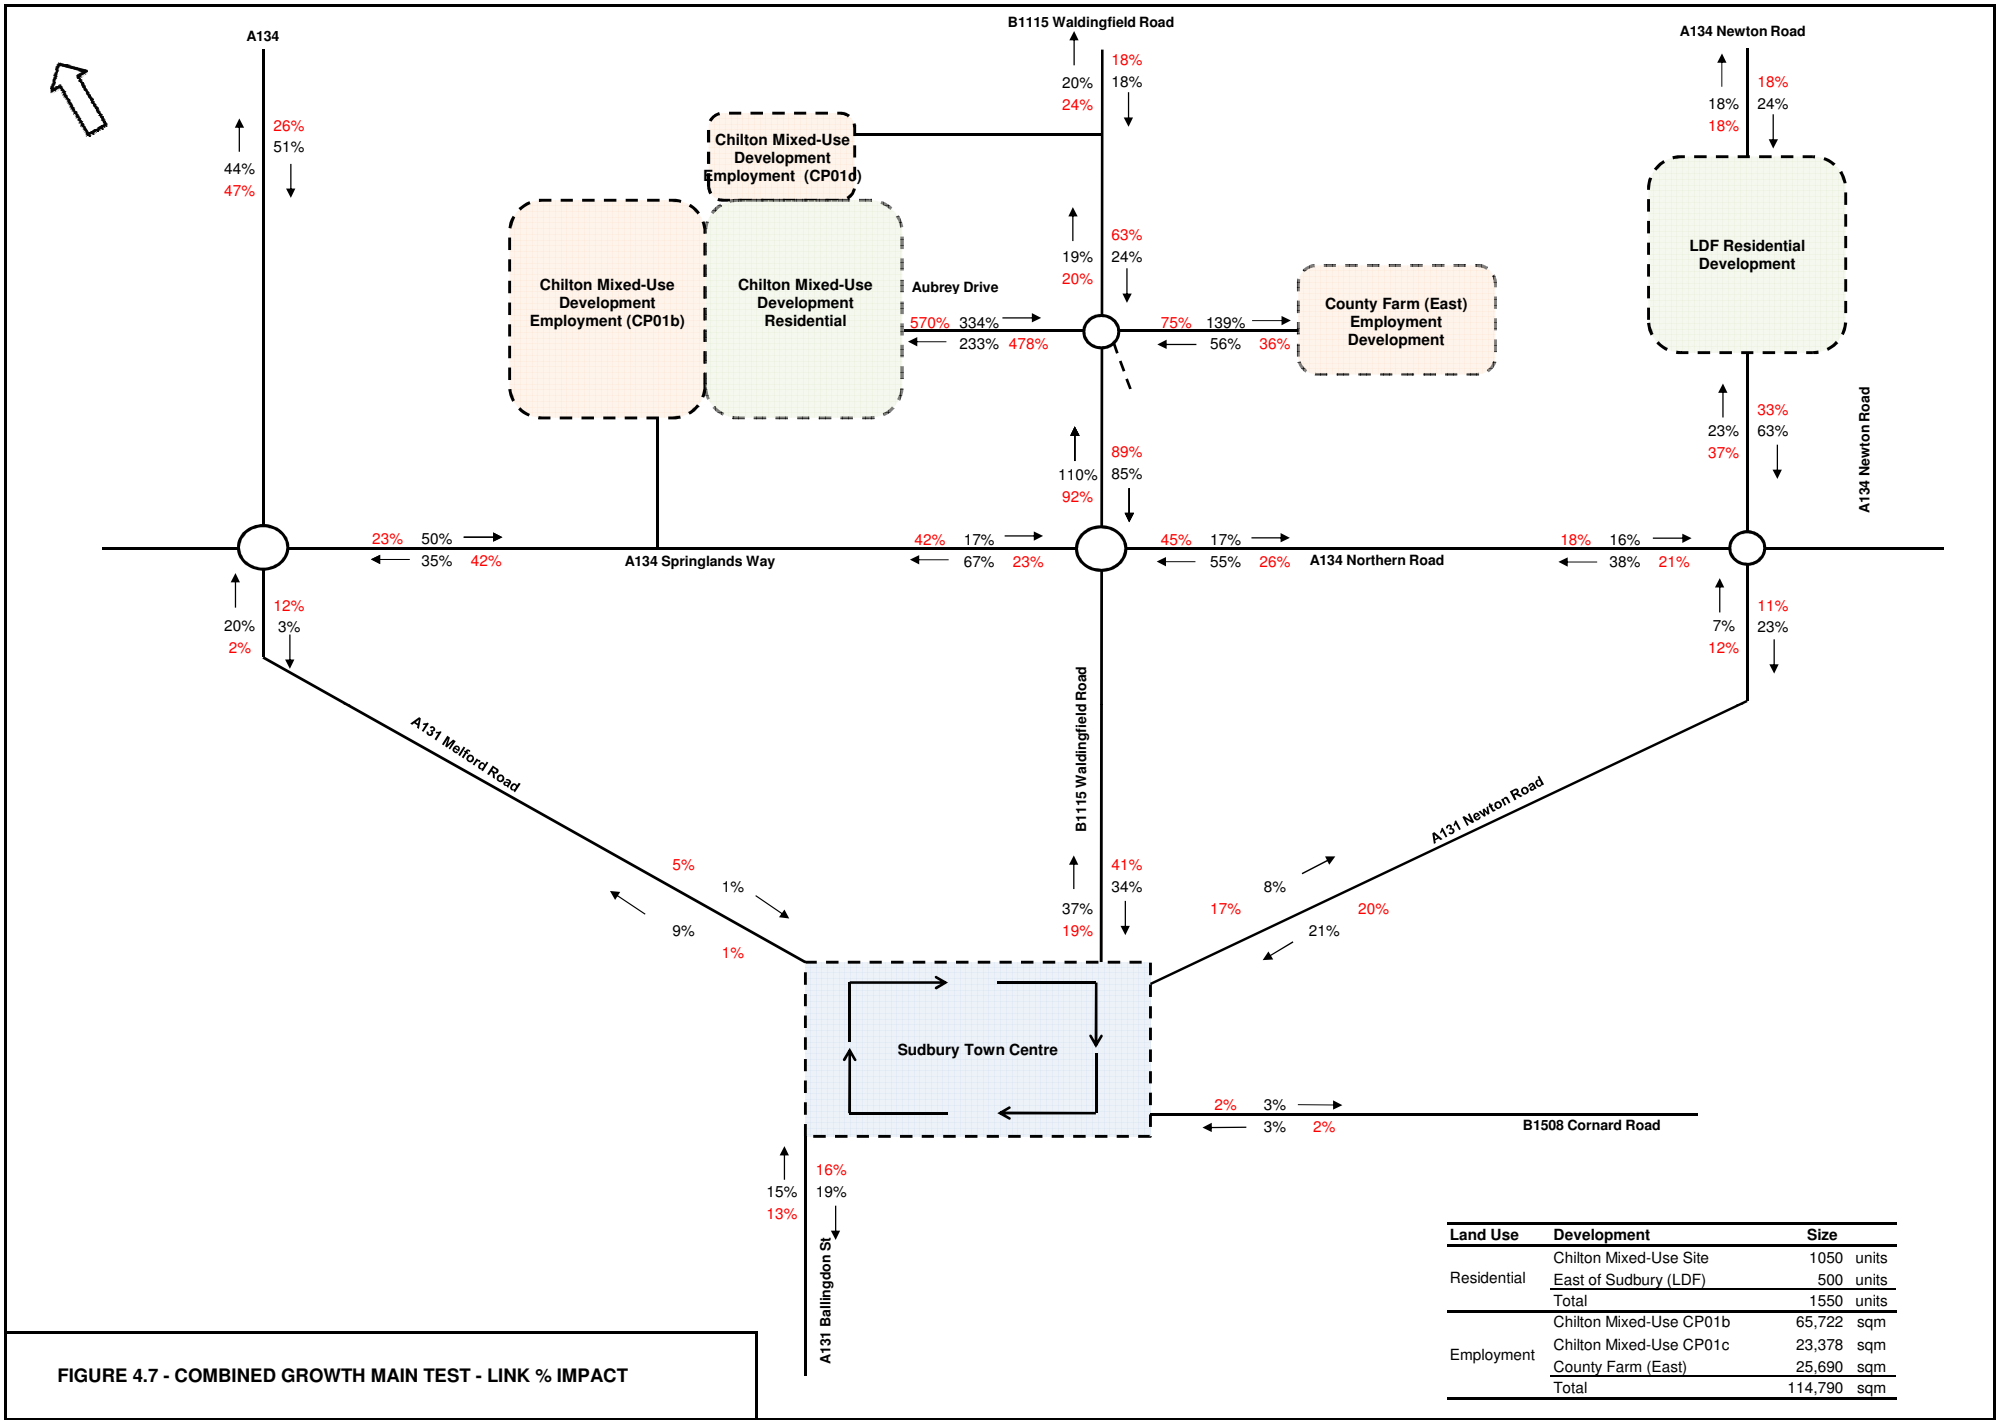 B1115 Waldingfield Road
A134
A134 Newton Road
18%
20% 18%
24%
18%
18% 24%
18%
26%
51%
44%
47%
Chilton Mixed-Use
Development
Employment (CP01c)
63%
19% 24%
20%
LDF Residential
Development
Chilton Mixed-Use
Development
Employment (CP01b)
Chilton Mixed-Use
Development
Residential
Aubrey Drive
570% 334%
233% 478%
75% 139%
56% 36%
County Farm (East)
Employment
Development
33%
23% 63%
37%
A134 Newton Road
89%
110% 85%
92%
23% 50%
35% 42%
A134 Springlands Way
42% 17%
67% 23%
45% 17%
55% 26%
A134 Northern Road
18% 16%
38% 21%
12%
20% 3%
2%
11%
7% 23%
12%
A131 Melford Road
B1115 Waldingfield Road
A131 Newton Road
5%
1%
9%
1%
41%
34%
37%
19%
8%
17% 20%
21%
Sudbury Town Centre
2% 3%
3% 2%
B1508 Cornard Road
16%
15% 19%
13%
A131 Ballingdon St
Land Use Development Size
Residential
Chilton Mixed-Use Site 1050 units
East of Sudbury (LDF) 500 units
Total 1550 units
Employment
Chilton Mixed-Use CP01b 65,722 sqm
Chilton Mixed-Use CP01c 23,378 sqm
County Farm (East) 25,690 sqm
Total 114,790 sqm
FIGURE 4.7 - COMBINED GROWTH MAIN TEST - LINK % IMPACT